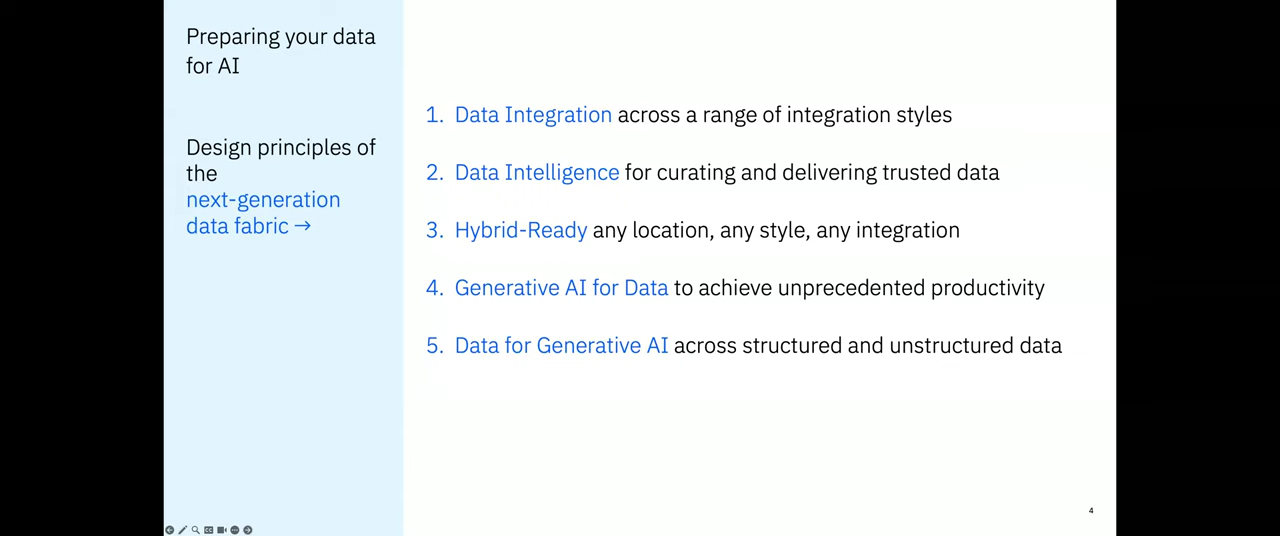 Preparing your data
for AI
Design principles of
the
next-generation
data fabric →
1. Data Integration across a range of integration styles
2. Data Intelligence for curating and delivering trusted data
3. Hybrid-Ready any location, any style, any integration
4. Generative AI for Data to achieve unprecedented productivity
5. Data for Generative AI across structured and unstructured data
4